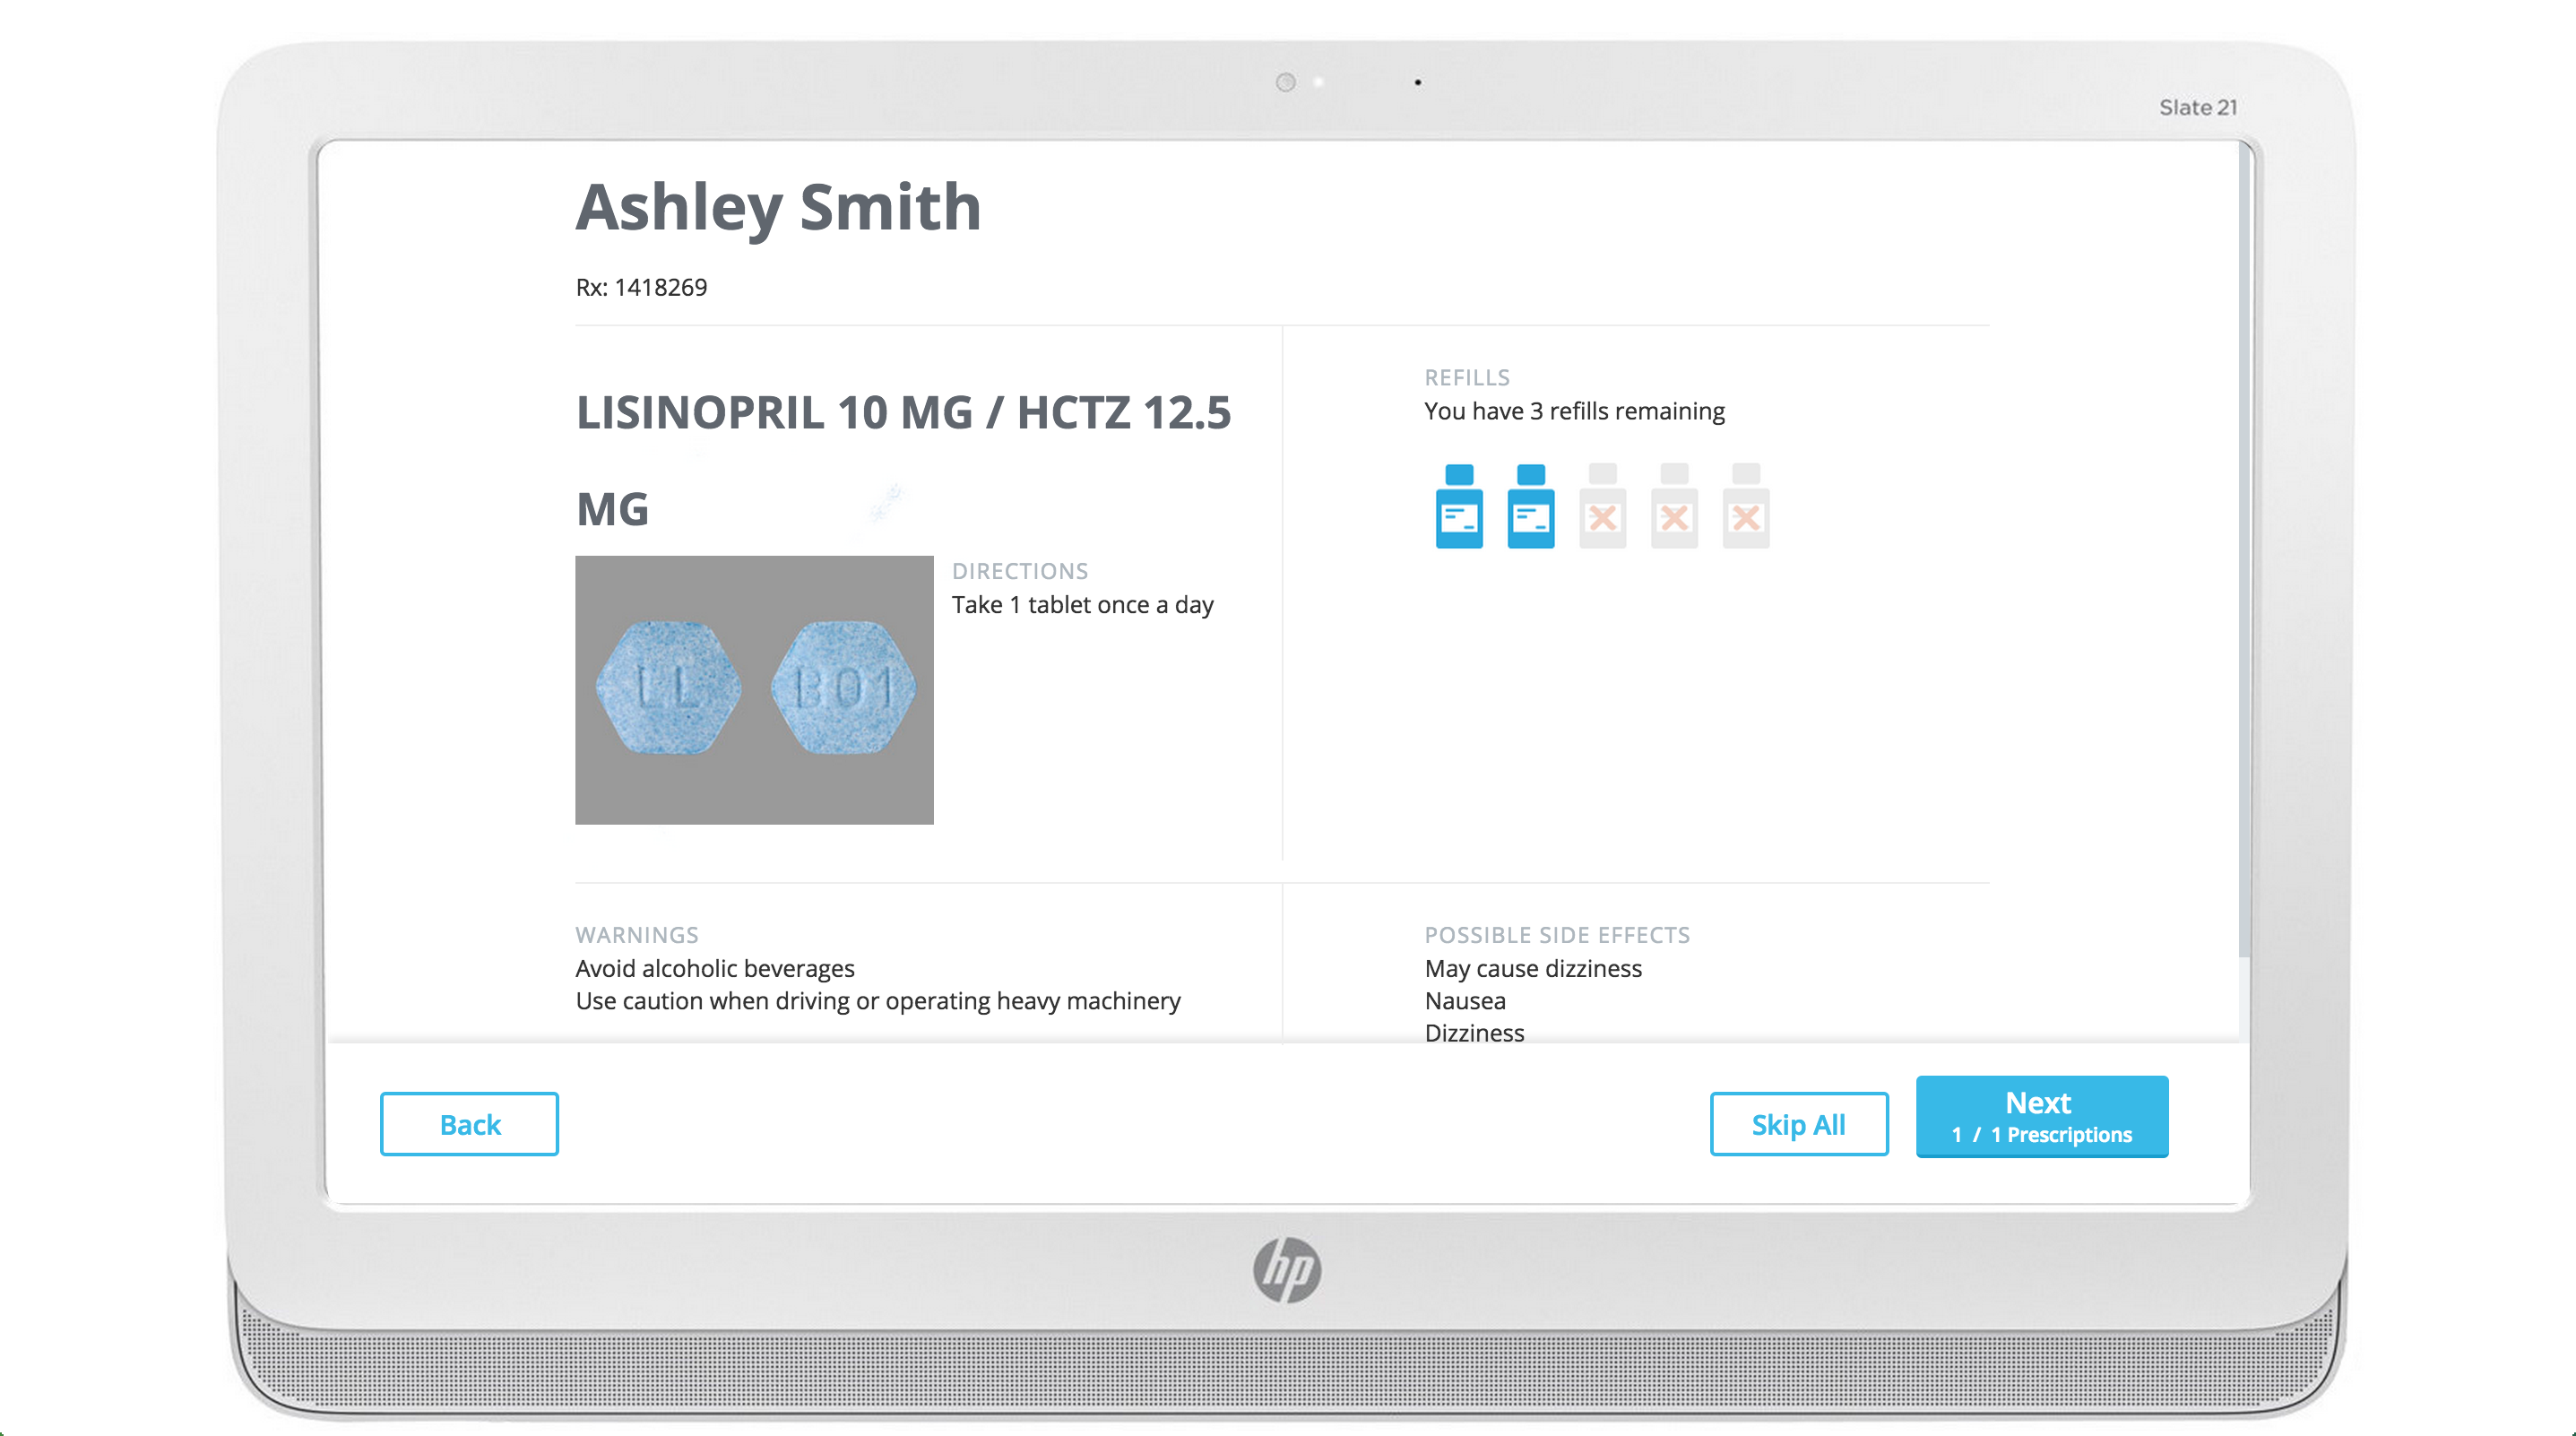 Slate 21
Ashley Smith
Rx: 1418269
LISINOPRIL 10 MG / HCTZ 12.5
MG
LL
B01
DIRECTIONS
Take 1 tablet once a day
REFILLS
You have 3 refills remaining
WARNINGS
Avoid alcoholic beverages
Use caution when driving or operating heavy machinery
POSSIBLE SIDE EFFECTS
May cause dizziness
Nausea
Dizziness
Back
Skip All
Next
1 / 1 Prescriptions
hp